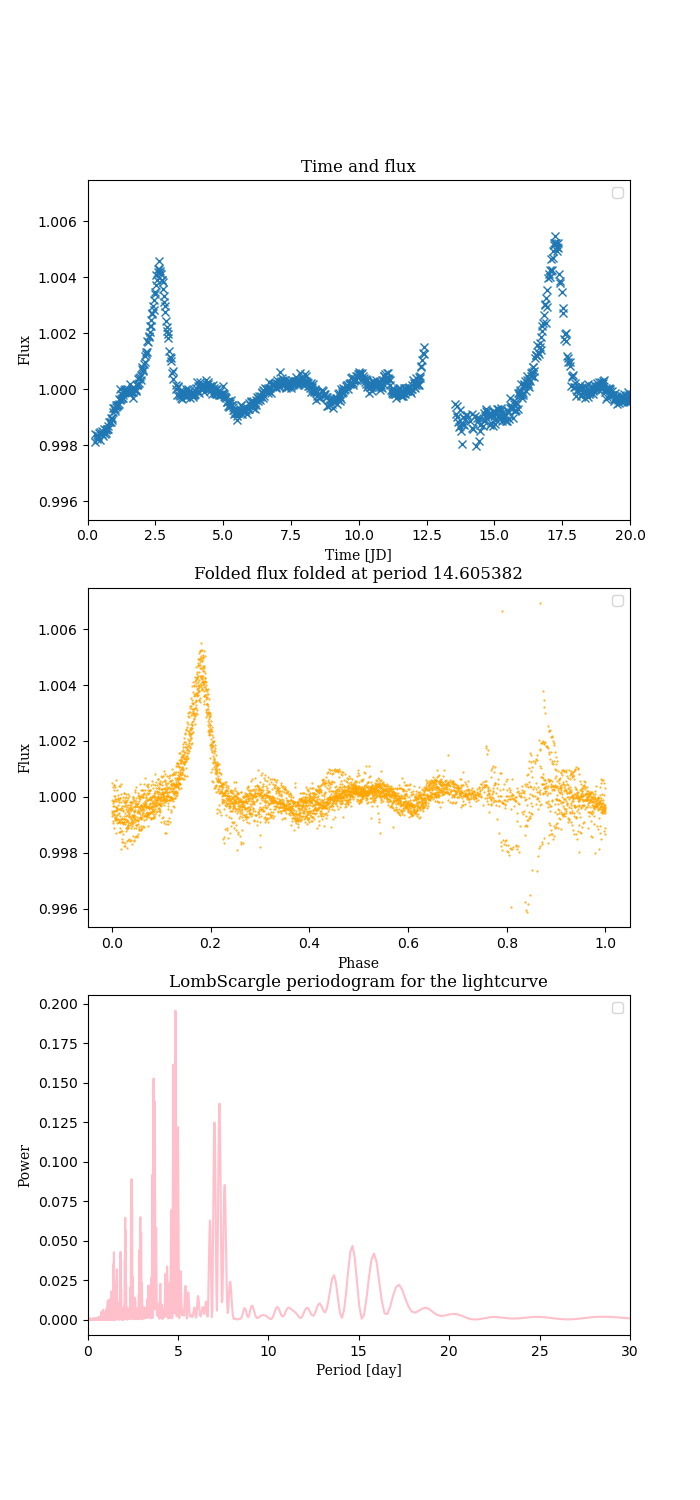 Time and flux
1.006
1.004
1.002
1.000
0.998
0.996
Flux
0.0 2.5 5.0 7.5 10.0 12.5 15.0 17.5 20.0
Time [JD]
Folded flux folded at period 14.605382
1.006
1.004
1.002
1.000
0.998
0.996
Flux
0.0 0.2 0.4 0.6 0.8 1.0
Phase
LombScargle periodogram for the lightcurve
0.200
0.175
0.150
0.125
0.100
0.075
0.050
0.025
0.000
Power
0 5 10 15 20 25 30
Period [day]